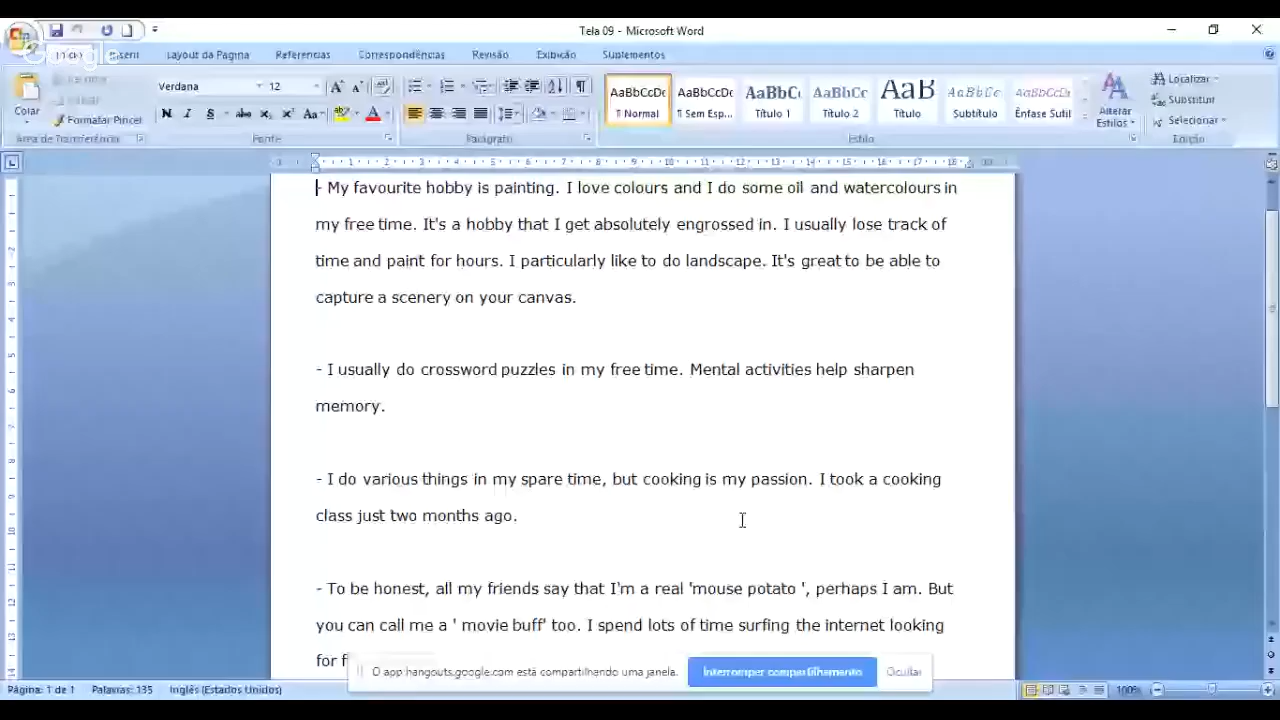 Tela 09 - Microsoft Word
Início Inserir Layout da Página Referências Correspondências Revisão Exibição Suplementos
Google
Verdana 12
AaBbCcDc AaBbCcDc AaBbC AaBbCc AaB AaBbCc AaBbCcDc
¶ Normal ¶ Sem Esp... Título 1 Título 2 Título Subtítulo Ênfase Sutil
Colar
Formatar Pincel
N I S abc x₂ x² Aa
Alterar Estilos
Localizar
Substituir
Selecionar
Área de Transferência Fonte Parágrafo Estilo Edição
- My favourite hobby is painting. I love colours and I do some oil and watercolours in
my free time. It's a hobby that I get absolutely engrossed in. I usually lose track of
time and paint for hours. I particularly like to do landscape. It's great to be able to
capture a scenery on your canvas.
- I usually do crossword puzzles in my free time. Mental activities help sharpen
memory.
- I do various things in my spare time, but cooking is my passion. I took a cooking
class just two months ago.
- To be honest, all my friends say that I'm a real 'mouse potato ', perhaps I am. But
you can call me a ' movie buff' too. I spend lots of time surfing the internet looking
for
O app hangouts.google.com está compartilhando uma janela. Interromper compartilhamento Ocultar
Página: 1 de 1 Palavras: 135 Inglês (Estados Unidos) 100%